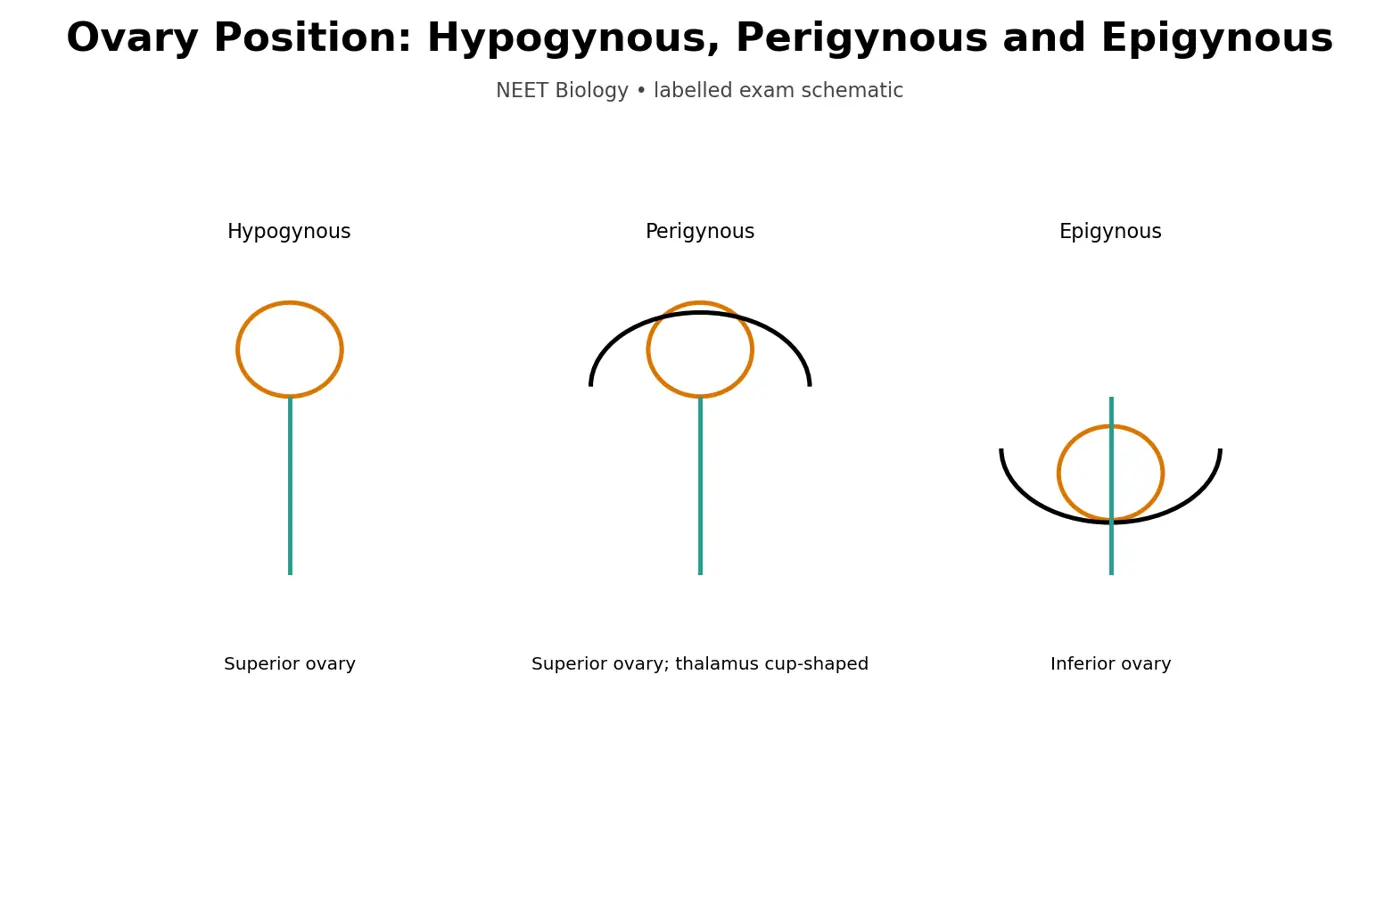 Ovary Position: Hypogynous, Perigynous and Epigynous
NEET Biology • labelled exam schematic
Hypogynous
Perigynous
Epigynous
Superior ovary
Superior ovary; thalamus cup-shaped
Inferior ovary